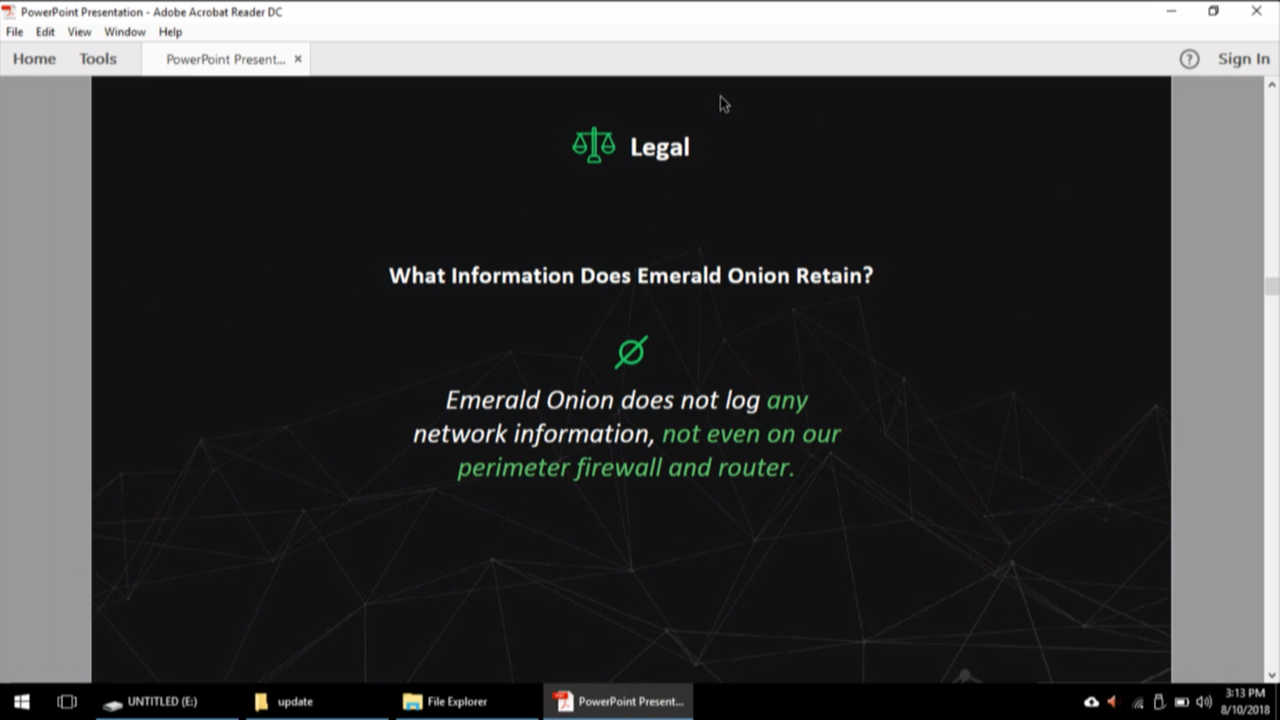 PowerPoint Presentation - Adobe Acrobat Reader DC
File Edit View Window Help
Home Tools PowerPoint Present... × ? Sign In
Legal
What Information Does Emerald Onion Retain?
Emerald Onion does not log any
network information, not even on our
perimeter firewall and router.
UNTITLED (E:) update File Explorer PowerPoint Present...
3:13 PM
8/10/2018